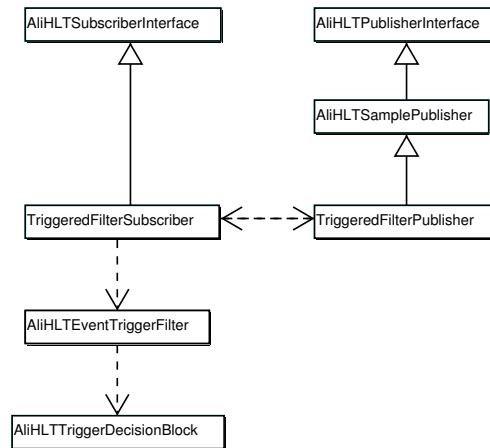 AliHLTSubscriberInterface
AliHLTPublisherInterface
AliHLTSamplePublisher
TriggeredFilterSubscriber
TriggeredFilterPublisher
AliHLTEventTriggerFilter
AliHLTTriggerDecisionBlock